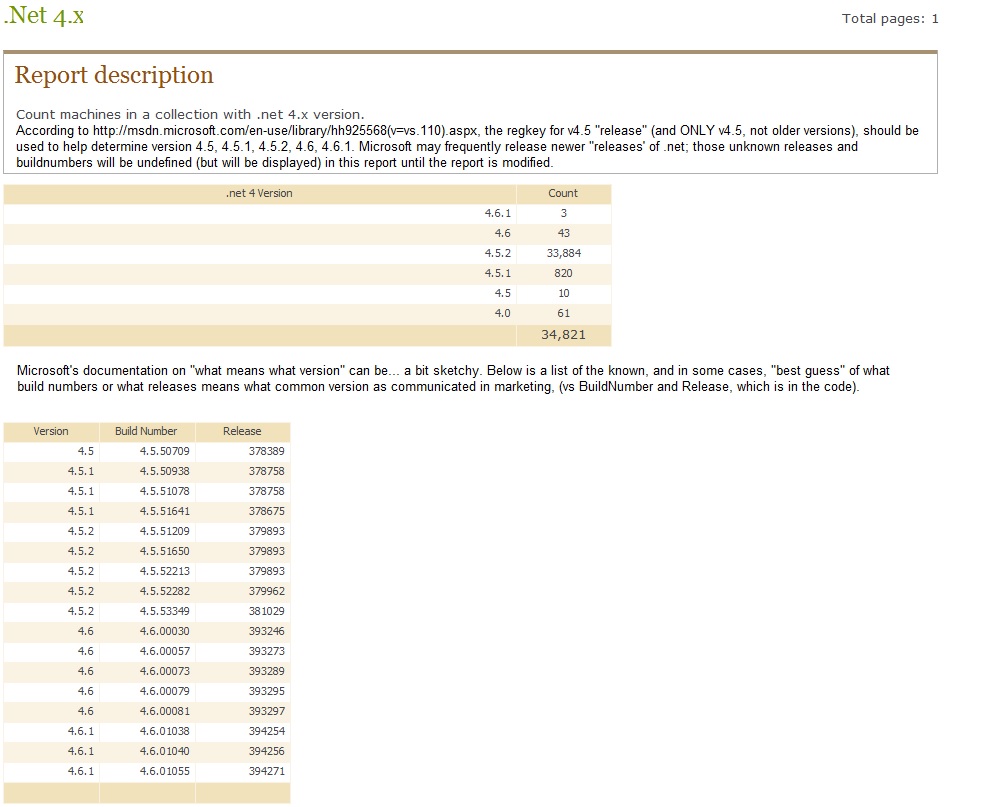 .Net 4.x
Total pages: 1
Report description
Count machines in a collection with .net 4.x version.
According to http://msdn.microsoft.com/en-use/library/hh925568(v=vs.110).aspx, the regkey for v4.5 "release" (and ONLY v4.5, not older versions), should be
used to help determine version 4.5, 4.5.1, 4.5.2, 4.6, 4.6.1. Microsoft may frequently release newer "releases' of .net; those unknown releases and
buildnumbers will be undefined (but will be displayed) in this report until the report is modified.
.net 4 Version Count
4.6.1 3
4.6 43
4.5.2 33,884
4.5.1 820
4.5 10
4.0 61
34,821
Microsoft's documentation on "what means what version" can be... a bit sketchy. Below is a list of the known, and in some cases, "best guess" of what
build numbers or what releases means what common version as communicated in marketing, (vs BuildNumber and Release, which is in the code).
Version Build Number Release
4.5 4.5.50709 378389
4.5.1 4.5.50938 378758
4.5.1 4.5.51078 378758
4.5.1 4.5.51641 378675
4.5.2 4.5.51209 379893
4.5.2 4.5.51650 379893
4.5.2 4.5.52213 379893
4.5.2 4.5.52282 379962
4.5.2 4.5.53349 381029
4.6 4.6.00030 393246
4.6 4.6.00057 393273
4.6 4.6.00073 393289
4.6 4.6.00079 393295
4.6 4.6.00081 393297
4.6.1 4.6.01038 394254
4.6.1 4.6.01040 394256
4.6.1 4.6.01055 394271